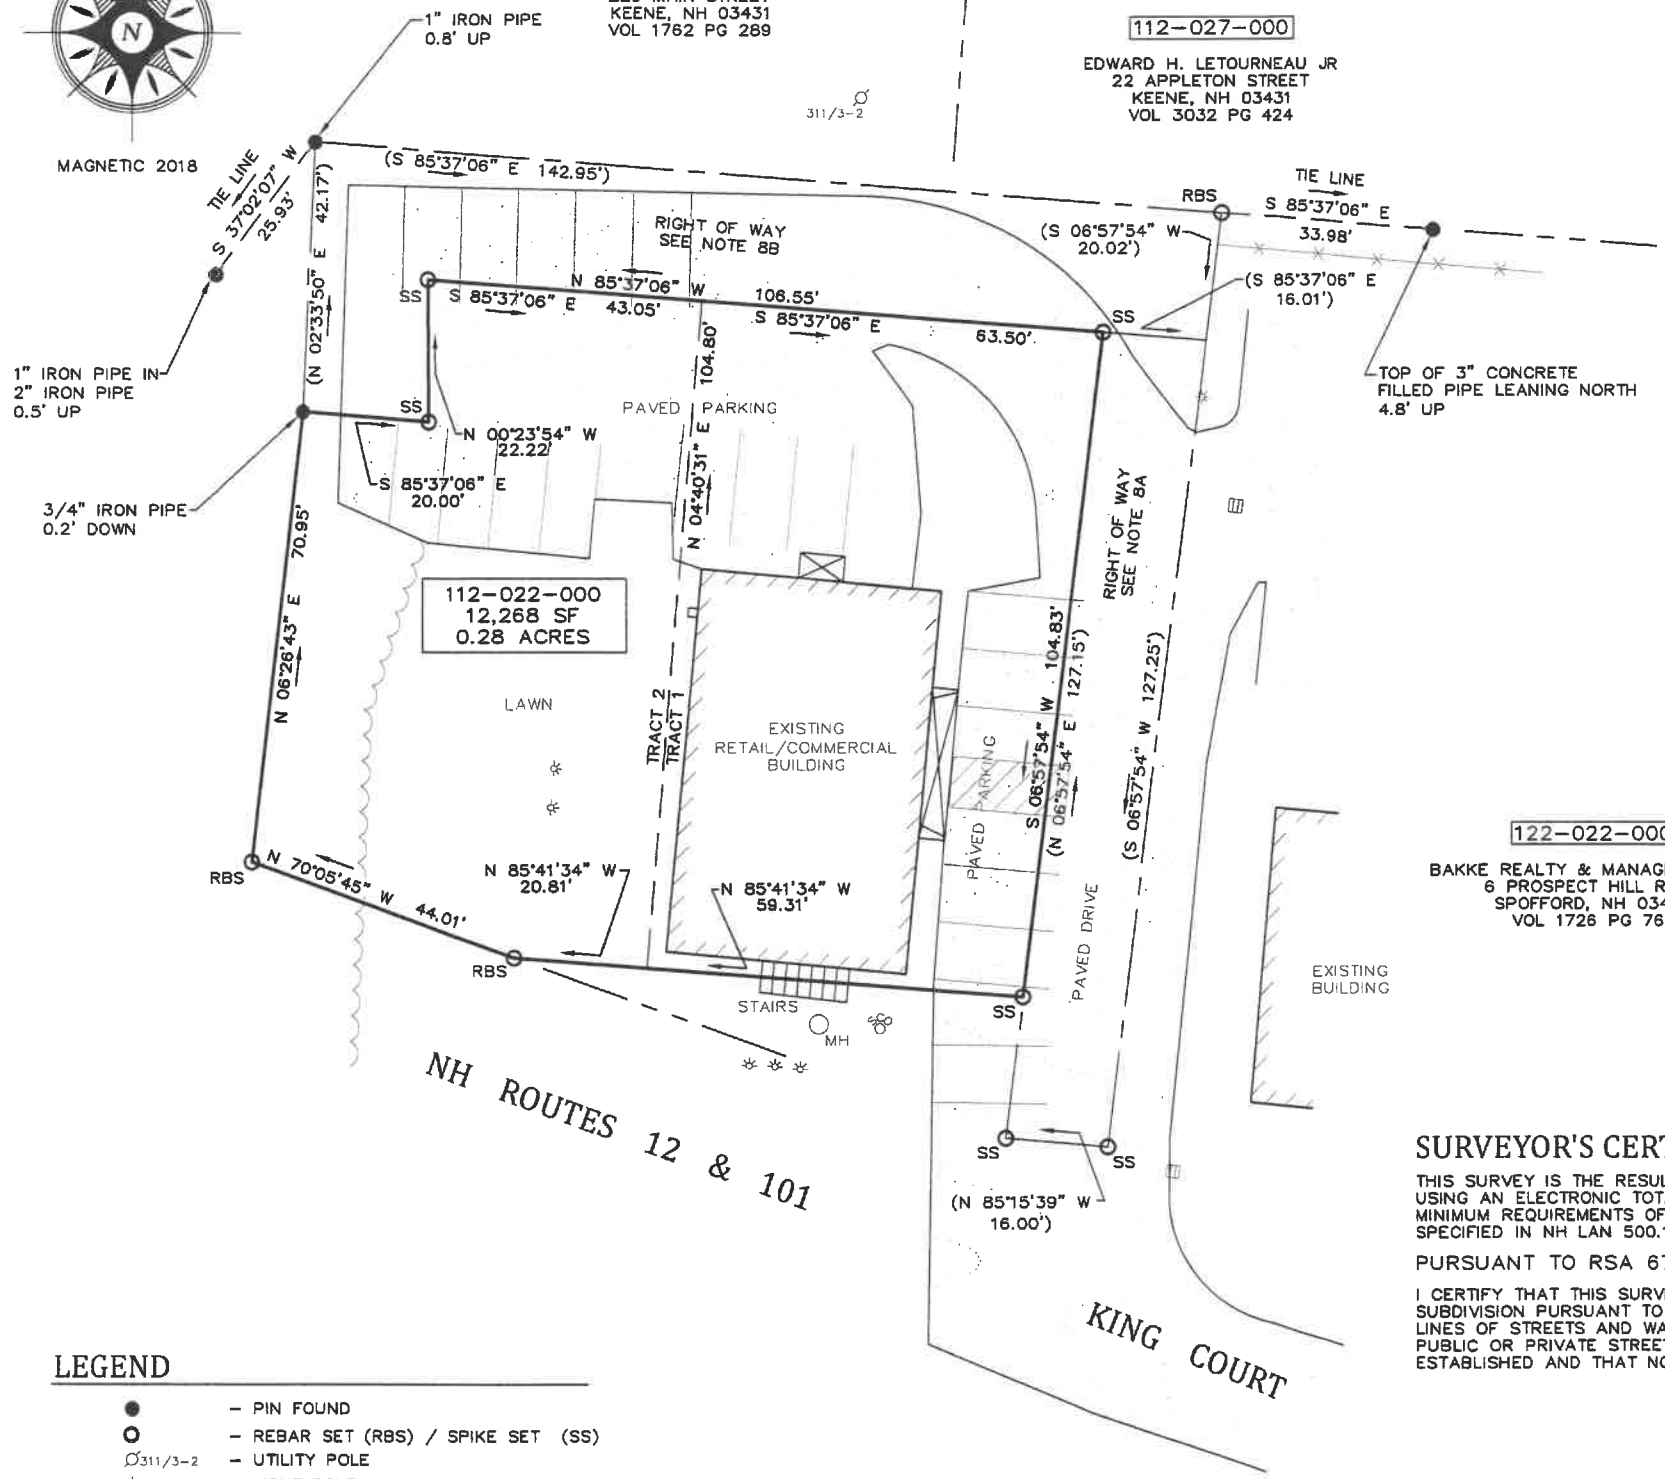 N
MAGNETIC 2018
1" IRON PIPE
0.8' UP
KEENE, NH 03431
VOL 1762 PG 289
311/3-2
112-027-000
EDWARD H. LETOURNEAU JR
22 APPLETON STREET
KEENE, NH 03431
VOL 3032 PG 424
TIE LINE
S 37°02'07" W
25.93'
(N 02°33'50" E 42.17')
(S 85°37'06" E 142.95')
RIGHT OF WAY
SEE NOTE 8B
RBS
TIE LINE
S 85°37'06" E
33.98'
(S 06°57'54" W
20.02')
(S 85°37'06" E
16.01')
SS
N 85°37'06" W 106.55'
S 85°37'06" E 43.05'
S 85°37'06" E 63.50'
SS
1" IRON PIPE IN
2" IRON PIPE
0.5' UP
TOP OF 3" CONCRETE
FILLED PIPE LEANING NORTH
4.8' UP
SS
PAVED PARKING
N 00°23'54" W
22.22'
S 85°37'06" E
20.00'
N 04°40'31" E 104.80'
3/4" IRON PIPE
0.2' DOWN
RIGHT OF WAY
SEE NOTE 8A
N 06°26'43" E 70.95'
112-022-000
12,268 SF
0.28 ACRES
LAWN
TRACT 2
TRACT 1
EXISTING
RETAIL/COMMERCIAL
BUILDING
PAVED PARKING
S 06°57'54" W 104.83'
(N 06°57'54" E 127.15')
(S 06°57'54" W 127.25')
PAVED DRIVE
122-022-000
BAKKE REALTY & MANAG
6 PROSPECT HILL R
SPOFFORD, NH 034
VOL 1726 PG 76
RBS
N 70°05'45" W 44.01'
N 85°41'34" W
20.81'
N 85°41'34" W
59.31'
RBS
STAIRS
MH
SCO
SS
EXISTING
BUILDING
NH ROUTES 12 & 101
SS
SS
(N 85°15'39" W
16.00')
KING COURT
SURVEYOR'S CERT
THIS SURVEY IS THE RESUL
USING AN ELECTRONIC TOT
MINIMUM REQUIREMENTS OF
SPECIFIED IN NH LAN 500.
PURSUANT TO RSA 67
I CERTIFY THAT THIS SURV
SUBDIVISION PURSUANT TO
LINES OF STREETS AND WA
PUBLIC OR PRIVATE STREET
ESTABLISHED AND THAT NO
LEGEND
- PIN FOUND
- REBAR SET (RBS) / SPIKE SET (SS)
311/3-2 - UTILITY POLE